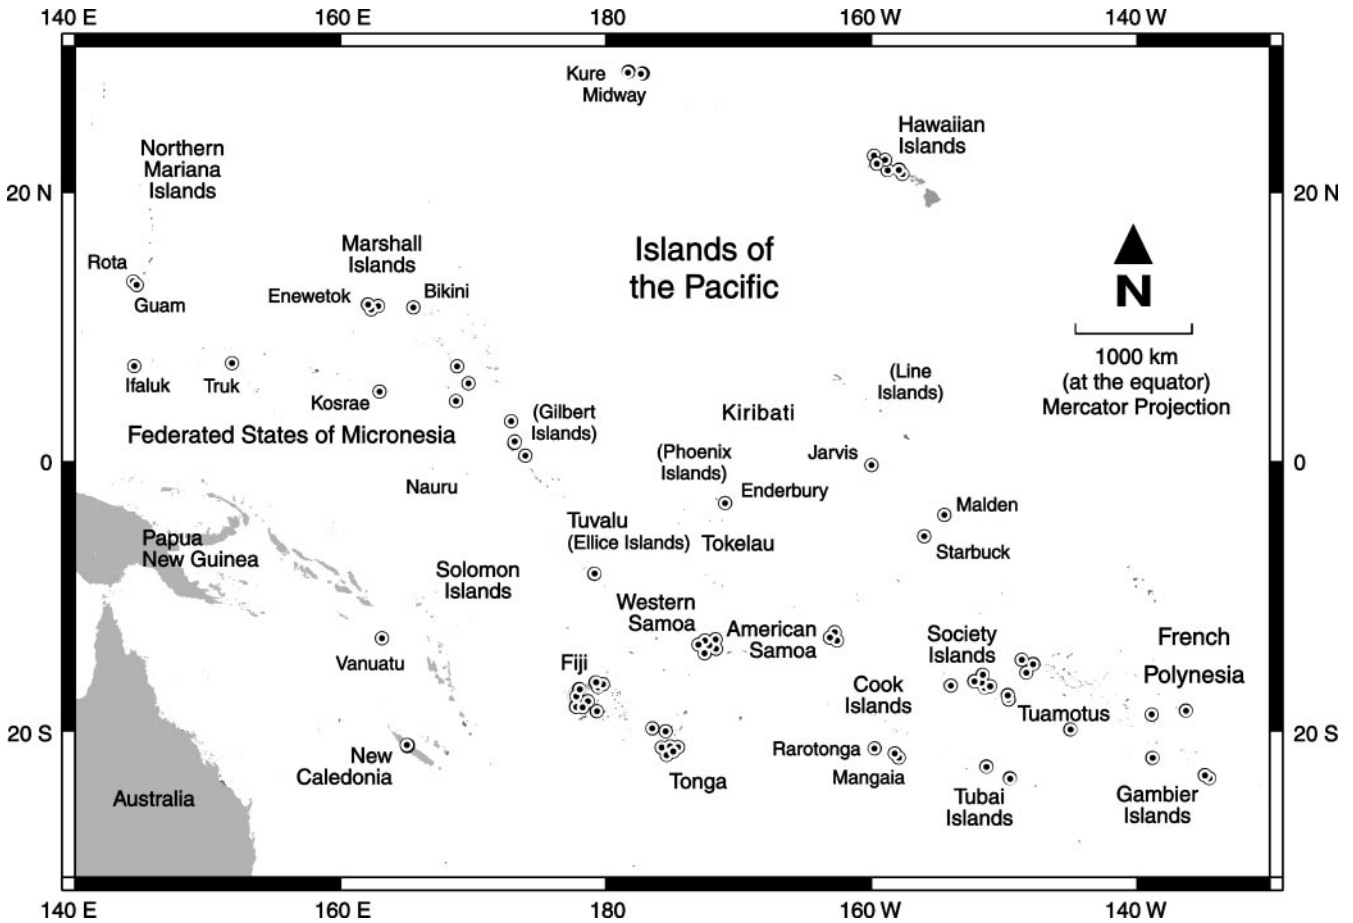 140 E 160 E 180 160 W 140 W
Kure
Midway
Hawaiian
Islands
Northern
Mariana
Islands
20 N 20 N
Marshall
Islands
Islands of
the Pacific
Rota
Guam
Enewetok
Bikini
N
1000 km
(at the equator)
Mercator Projection
Ifaluk
Truk
Kosrae
(Line
Islands)
(Gilbert
Islands)
Kiribati
Federated States of Micronesia
(Phoenix
Islands)
Jarvis
0 0
Nauru
Enderbury
Malden
Tuvalu
(Ellice Islands)
Tokelau
Starbuck
Papua
New Guinea
Solomon
Islands
Western
Samoa
American
Samoa
Society
Islands
French
Polynesia
Vanuatu
Fiji
Cook
Islands
Tuamotus
20 S 20 S
New
Caledonia
Rarotonga
Mangaia
Tonga
Australia
Tubai
Islands
Gambier
Islands
140 E 160 E 180 160 W 140 W